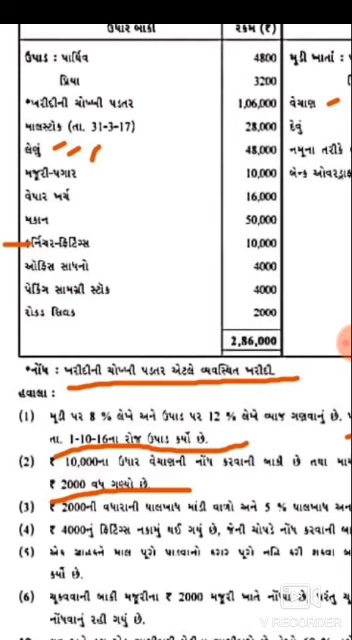 ઉધાર બાકી	રકમ (₹)
ઉપાડ : પાર્થિવ	4800	મૂડી ખાતાં :
પ્રિયા	3200
*ખરીદીની ચોખ્ખી પડતર	1,06,000	વેચાણ
માલસ્ટોક (તા. 31-3-17)	28,000	દેવું
લેણું	48,000	નમૂના તરીકે
મજૂરી-પગાર	10,000	બેન્ક ઓવરડ્રા
વેપાર ખર્ચ	16,000
મકાન	50,000
ફર્નિચર-ફિટિંગ્સ	10,000
ઓફિસ સાધનો	4000
પેકિંગ સામગ્રી સ્ટોક	4000
રોકડ સિલક	2000
2,86,000
*નોંધ : ખરીદીની ચોખ્ખી પડતર એટલે વ્યવસ્થિત ખરીદી.
હવાલા :
(1) મૂડી પર 8 % લેખે અને ઉપાડ પર 12 % લેખે વ્યાજ ગણવાનું છે.
તા. 1-10-16ના રોજ ઉપાડ કર્યો છે.
(2) ₹ 10,000ના ઉધાર વેચાણની નોંધ કરવાની બાકી છે તથા મા
₹ 2000 વધુ ગણ્યો છે.
(3) ₹ 2000ની વધારાની ઘાલખાધ માંડી વાળો અને 5 % ઘાલખાધ અન
(4) ₹ 4000નું ફિટિંગ્સ નકામું થઈ ગયું છે, જેની ચોપડે નોંધ કરવાની બા
(5) એક ગ્રાહકને માલ પૂરો પાડવાનો કરાર પૂરો નહિ કરી શકવા બ
કર્યો છે.
(6) ચૂકવવાની બાકી મજૂરીના ₹ 2000 મજૂરી ખાતે નોંધ્યા છે પરંતુ
નોંધવાનું રહી ગયું છે.
V RECORDER